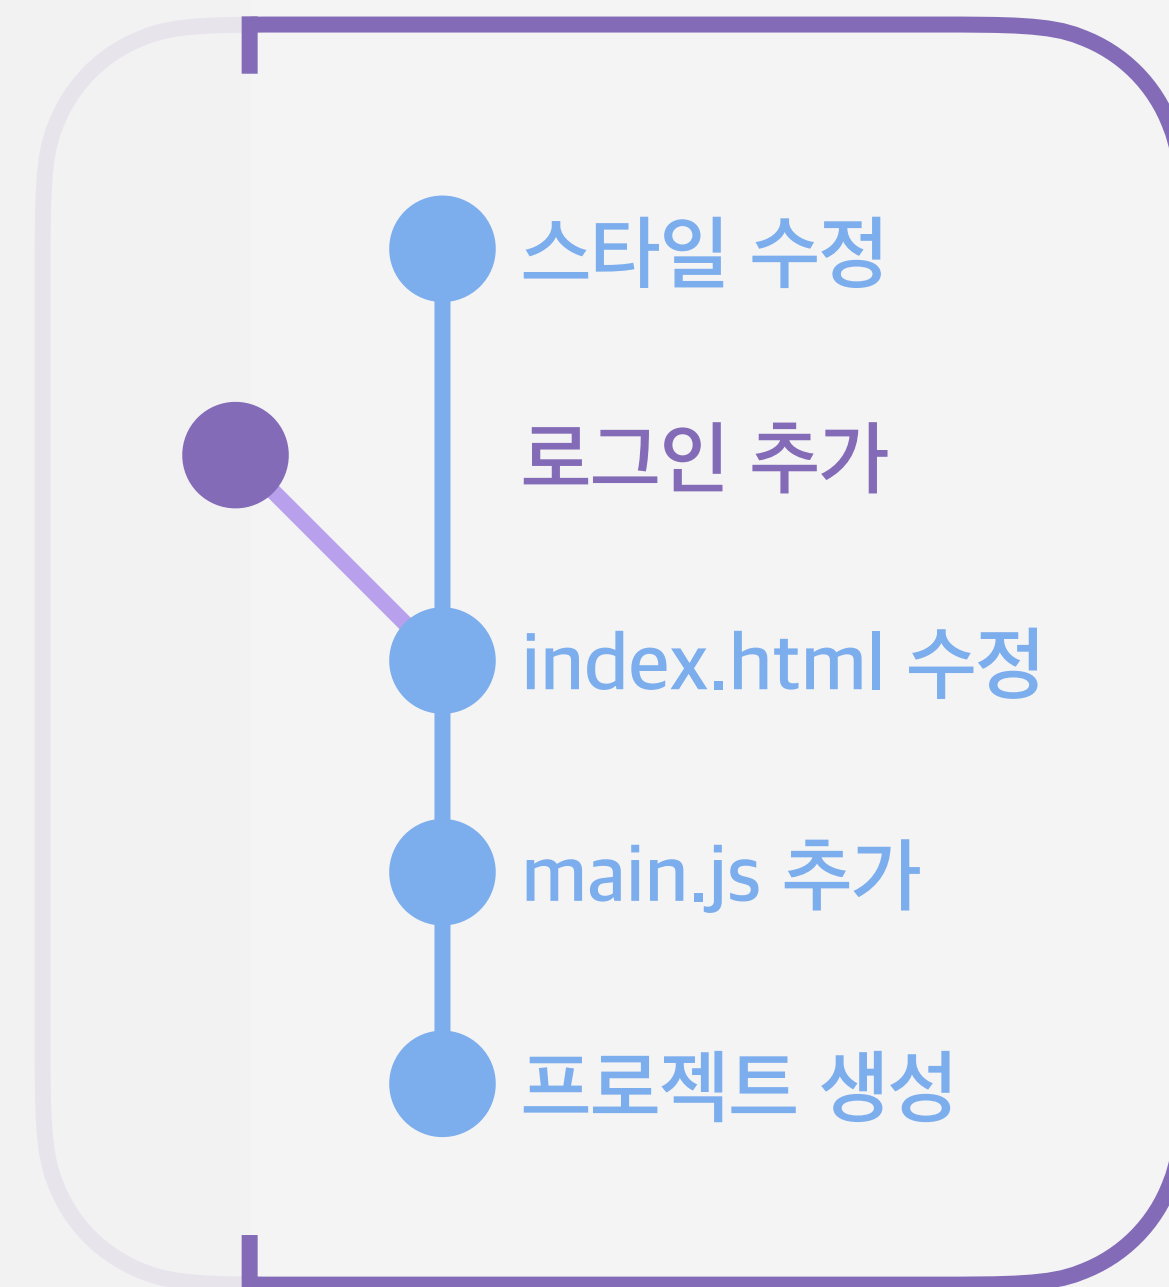 스타일 수정
로그인 추가
index.html 수정
main.js 추가
프로젝트 생성